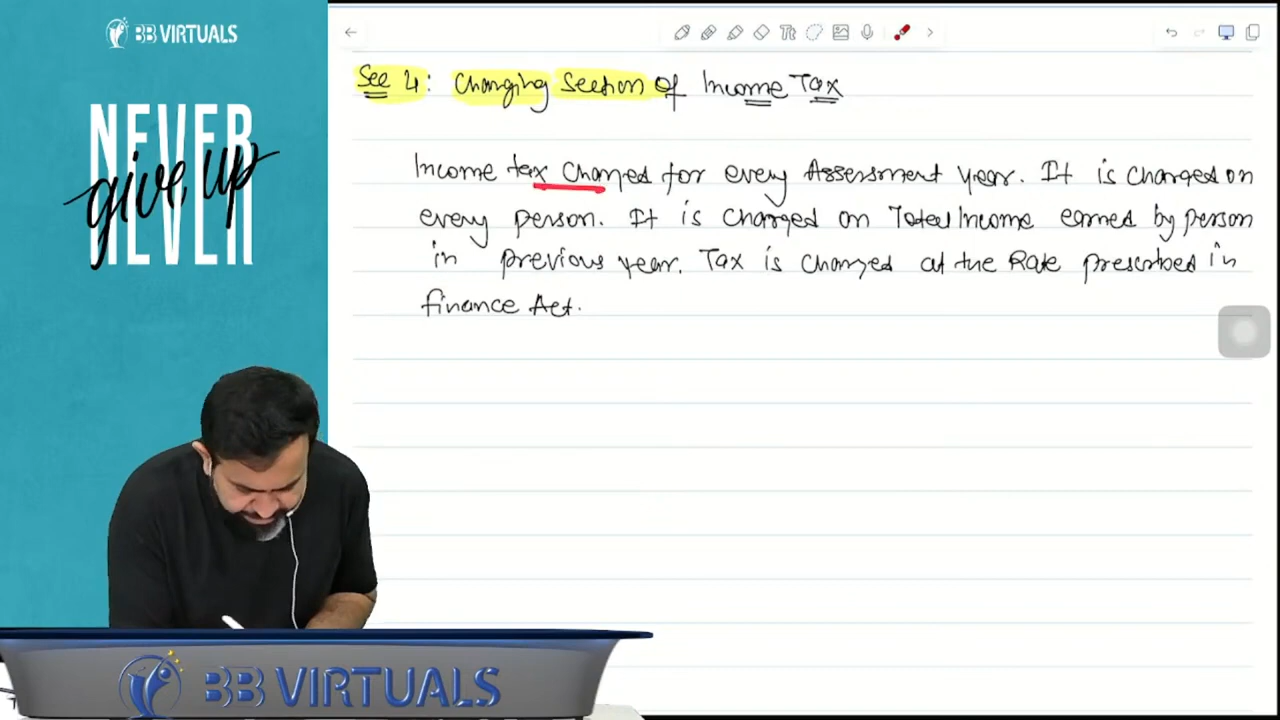 BB VIRTUALS
NEVER
give up
NEVER
Sec 4: Charging Section of Income Tax
Income tax Charged for every Assessment year. It is charged on
every person. It is charged on Total Income earned by person
in previous year. Tax is charged at the Rate prescribed in
finance Act.
BB VIRTUALS